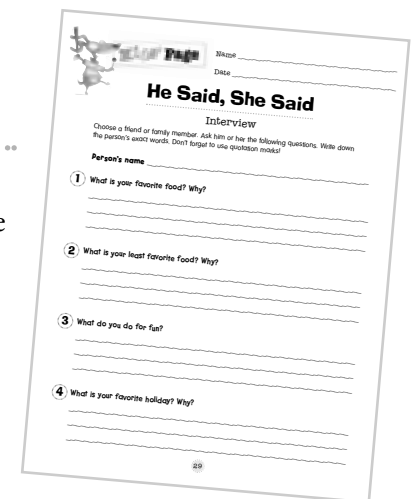 Name
Date
He Said, She Said
Interview
Choose a friend or family member. Ask him or her the following questions. Write down
the person's exact words. Don't forget to use quotation marks!
Person's name
1 What is your favorite food? Why?
e
2 What is your least favorite food? Why?
3 What do you do for fun?
4 What is your favorite holiday? Why?
29